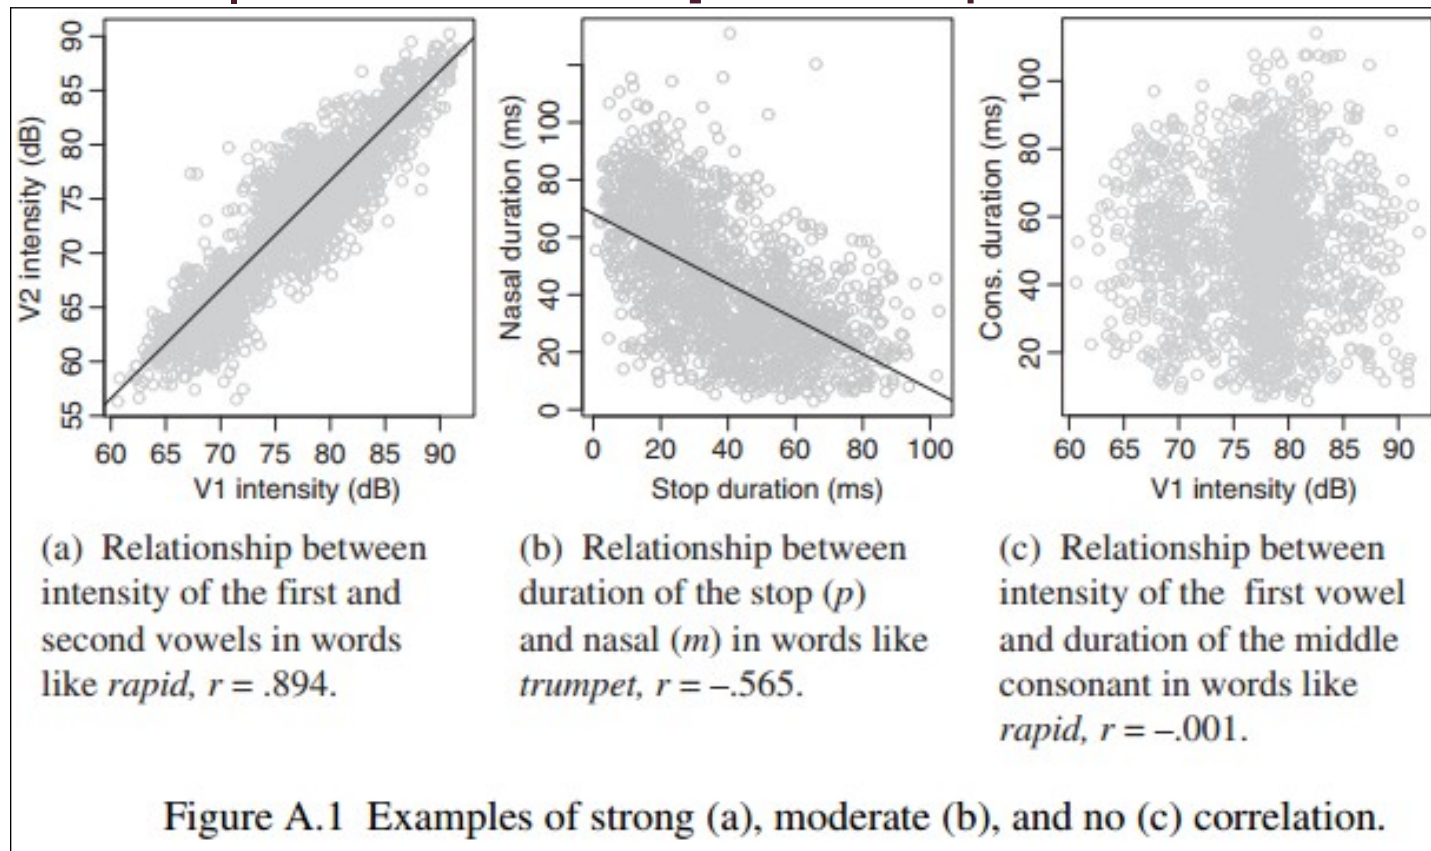 90
85
80
75
70
65
60
55
V2 intensity (dB)
60 65 70 75 80 85 90
V1 intensity (dB)
100
80
60
40
20
0
Nasal duration (ms)
0 20 40 60 80 100
Stop duration (ms)
100
80
60
40
20
Cons. duration (ms)
60 65 70 75 80 85 90
V1 intensity (dB)
(a) Relationship between
intensity of the first and
second vowels in words
like rapid, r = .894.
(b) Relationship between
duration of the stop (p)
and nasal (m) in words like
trumpet, r = –.565.
(c) Relationship between
intensity of the first vowel
and duration of the middle
consonant in words like
rapid, r = –.001.
Figure A.1 Examples of strong (a), moderate (b), and no (c) correlation.